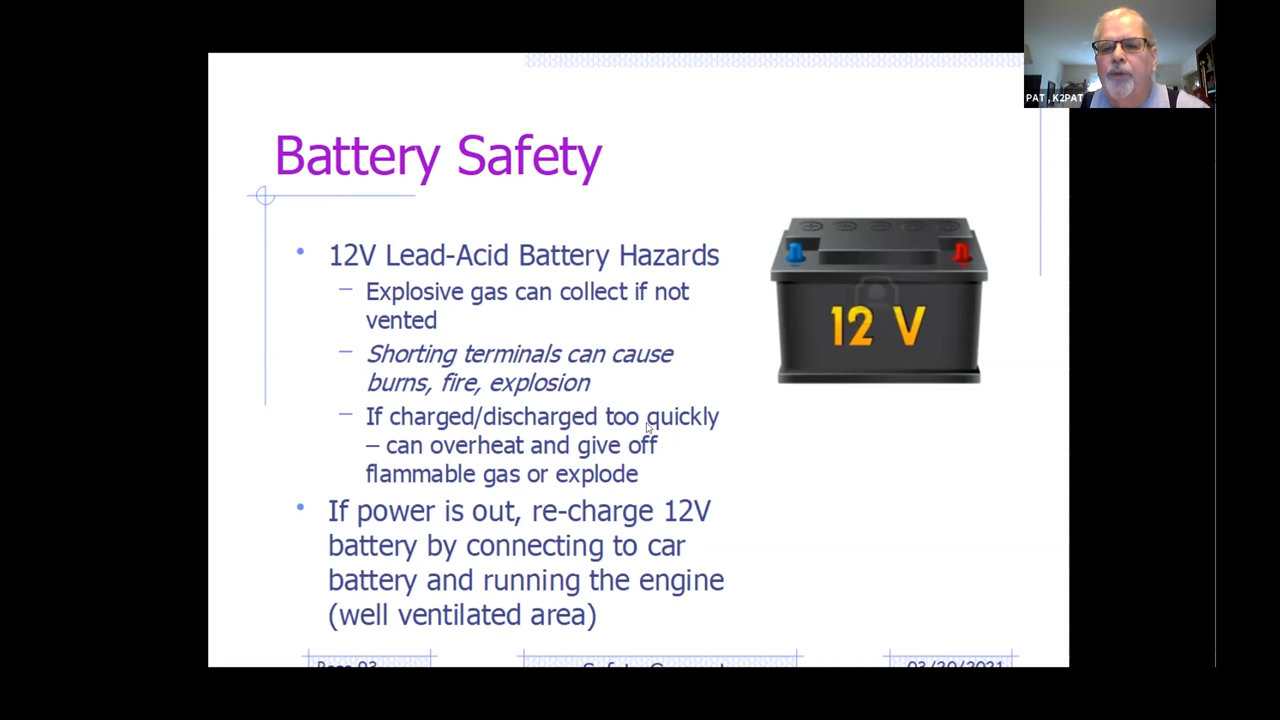 PAT , K2PAT
Battery Safety
• 12V Lead-Acid Battery Hazards
– Explosive gas can collect if not
vented
– Shorting terminals can cause
burns, fire, explosion
– If charged/discharged too quickly
– can overheat and give off
flammable gas or explode
• If power is out, re-charge 12V
battery by connecting to car
battery and running the engine
(well ventilated area)
12 V
03/20/2021